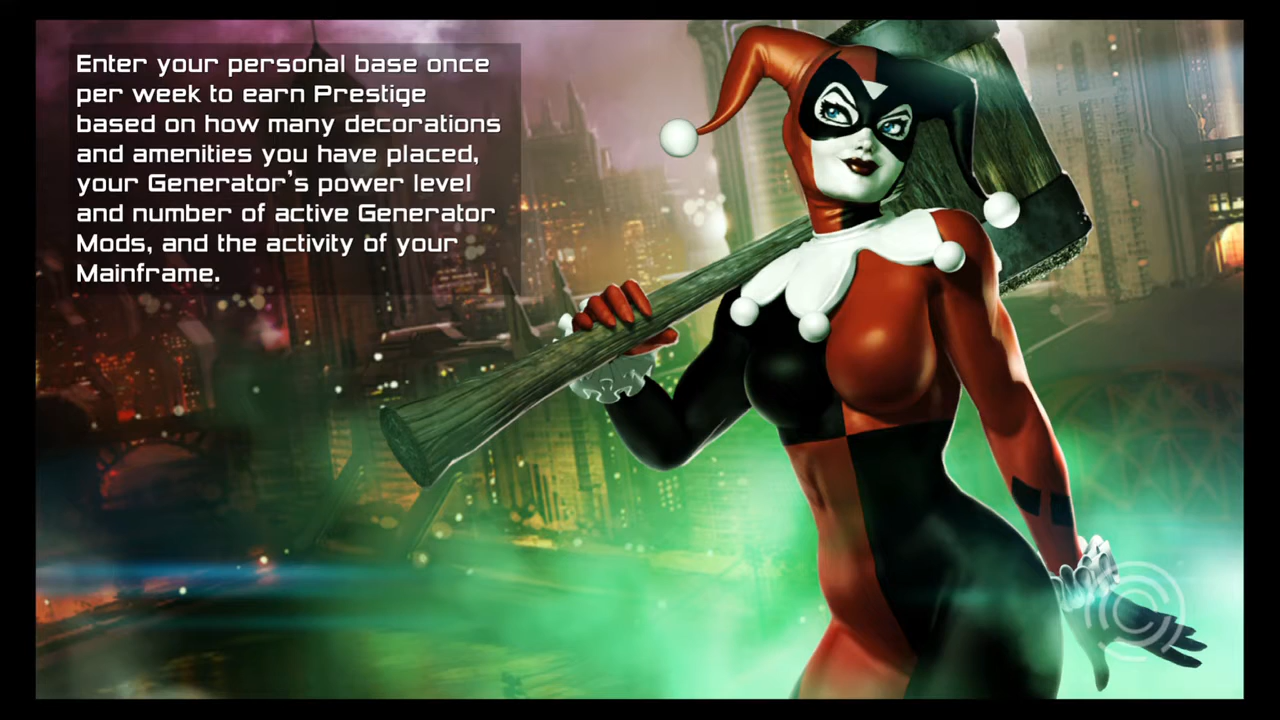 Enter your personal base once
per week to earn Prestige
based on how many decorations
and amenities you have placed,
your Generator's power level
and number of active Generator
Mods, and the activity of your
Mainframe.